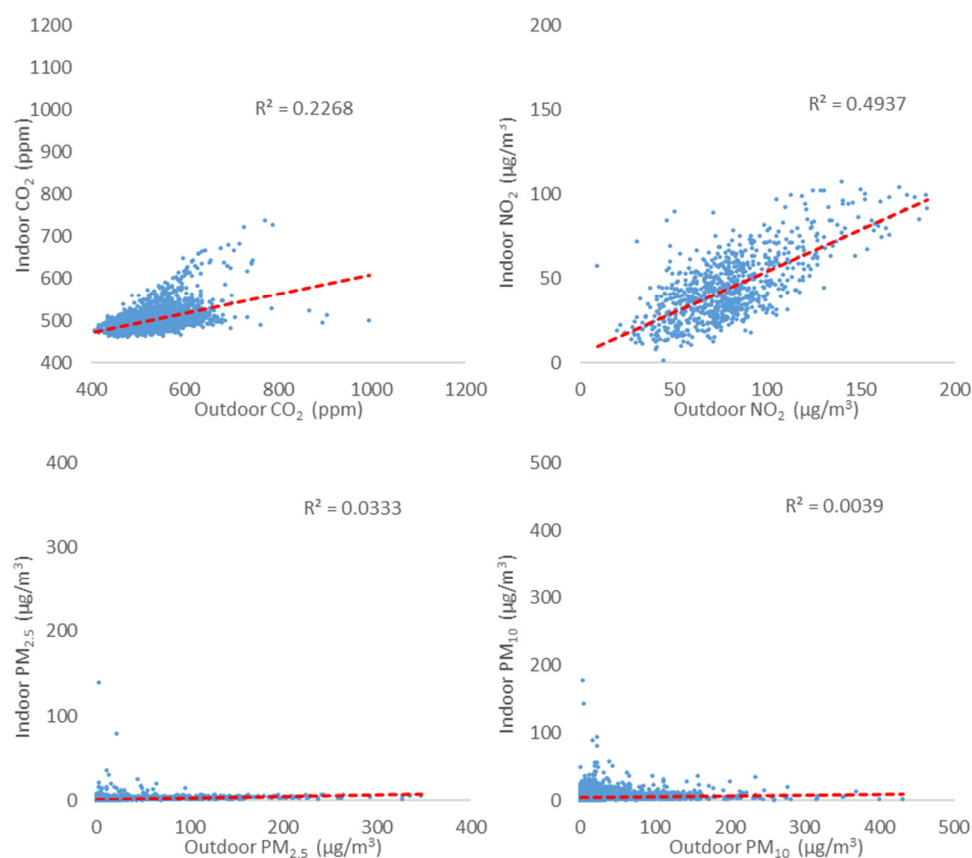 1200
1100
1000
900
800
700
600
500
400
Indoor CO₂ (ppm)
R² = 0.2268
400 600 800 1000 1200
Outdoor CO₂ (ppm)
200
150
100
50
0
Indoor NO₂ (µg/m³)
R² = 0.4937
0 50 100 150 200
Outdoor NO₂ (µg/m³)
400
300
200
100
0
Indoor PM₂.₅ (µg/m³)
R² = 0.0333
0 100 200 300 400
Outdoor PM₂.₅ (µg/m³)
500
400
300
200
100
0
Indoor PM₁₀ (µg/m³)
R² = 0.0039
0 100 200 300 400 500
Outdoor PM₁₀ (µg/m³)